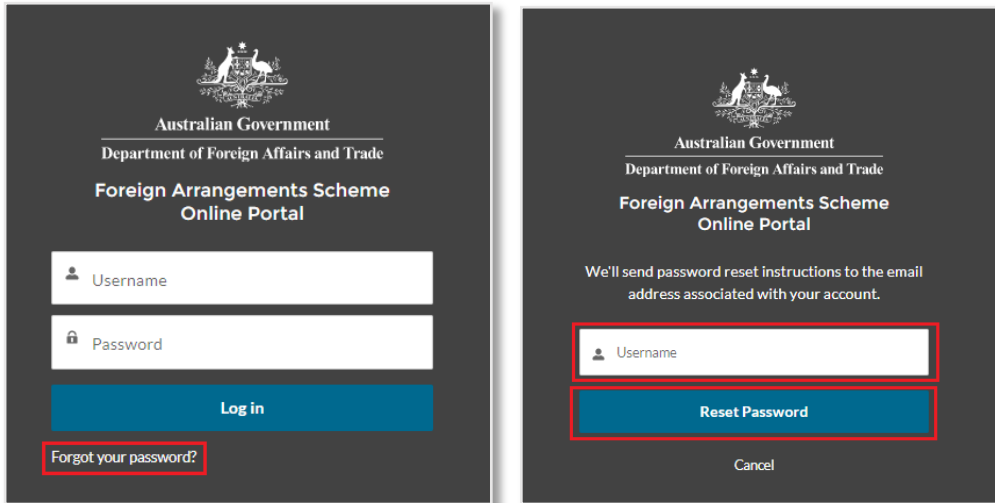 Australian Government
Department of Foreign Affairs and Trade
Foreign Arrangements Scheme
Online Portal
Username
Password
Log in
Forgot your password?
Australian Government
Department of Foreign Affairs and Trade
Foreign Arrangements Scheme
Online Portal
We'll send password reset instructions to the email
address associated with your account.
Username
Reset Password
Cancel